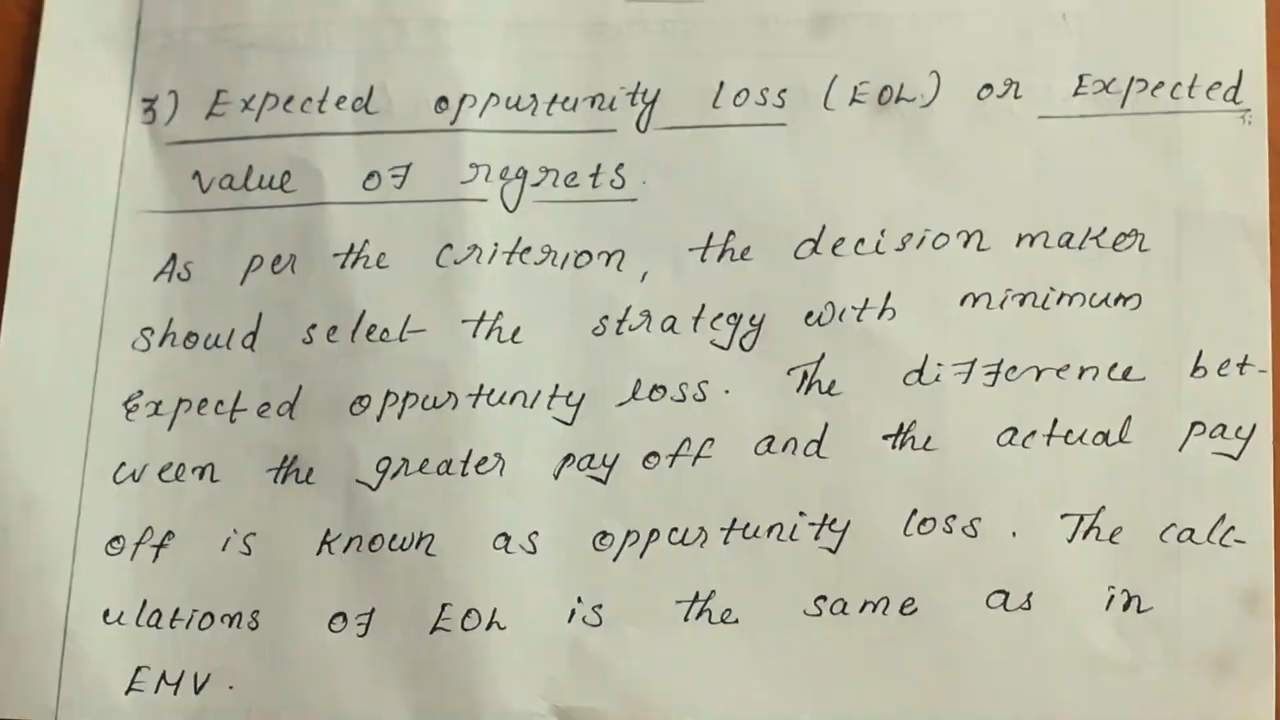 3) Expected oppurtunity loss (EOL) or Expected
value of regrets.
As per the criterion, the decision maker
should select the strategy with minimum
Expected oppurtunity loss. The difference bet-
ween the greater pay off and the actual pay
off is known as oppurtunity loss. The calc-
ulations of EOL is the same as in
EMV.